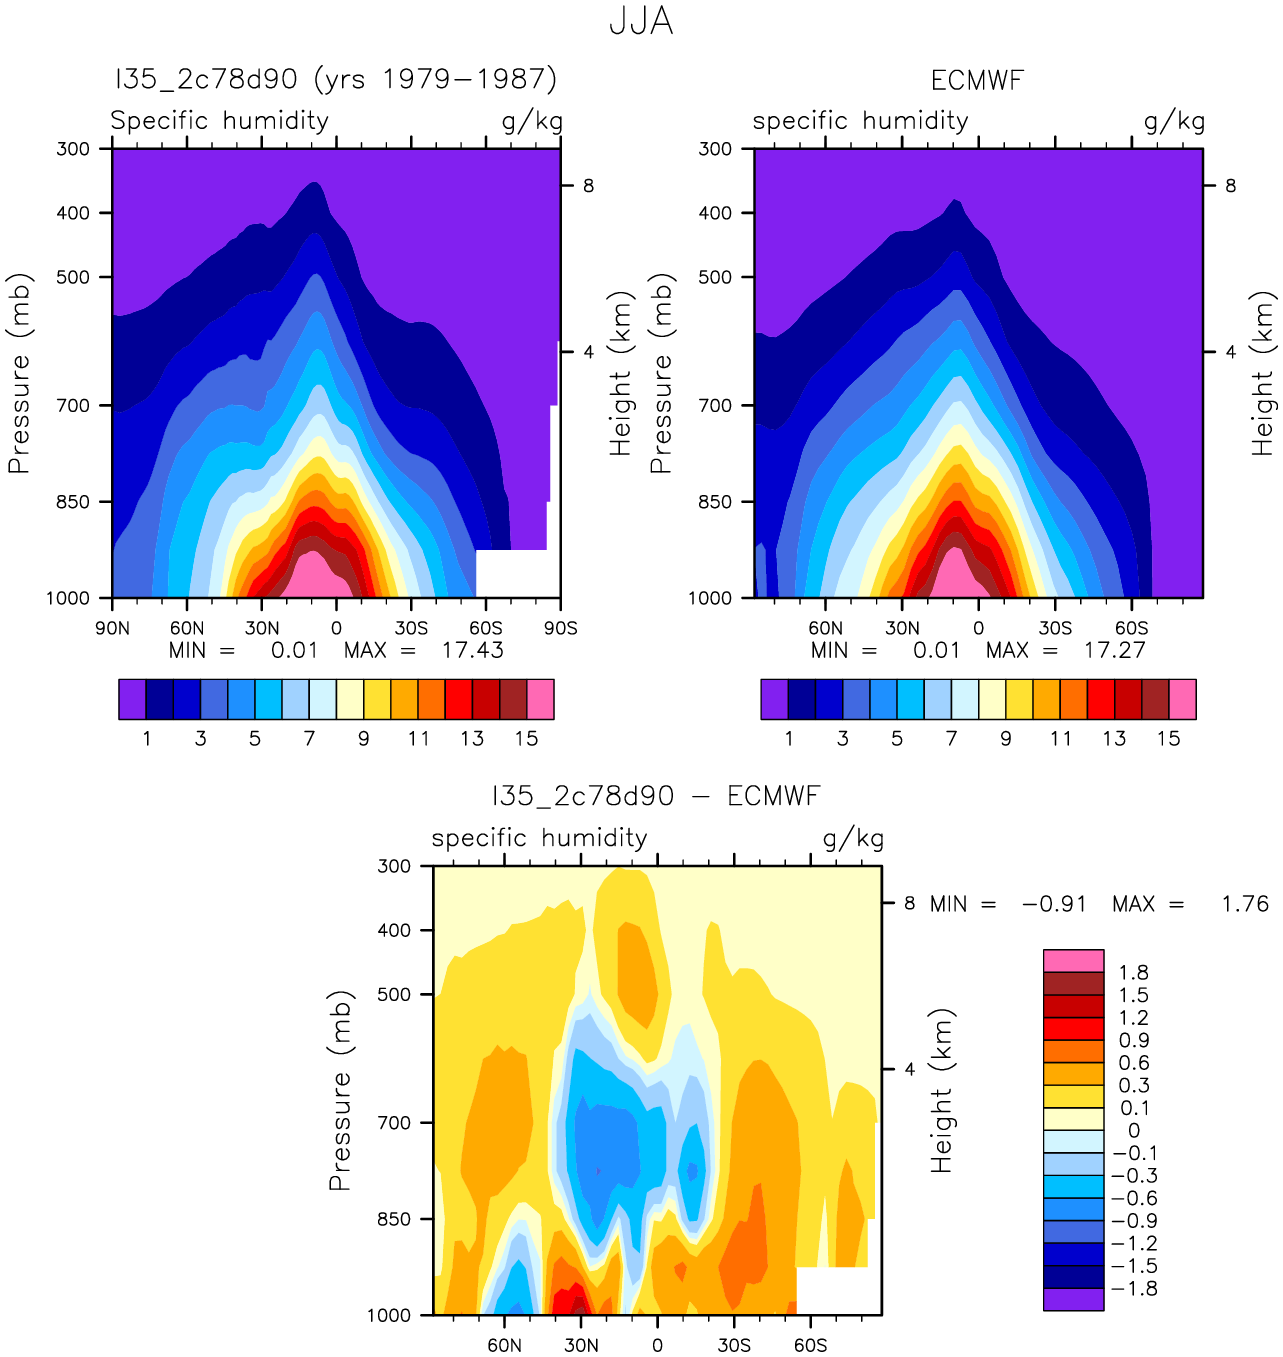 JJA
I35_2c78d90 (yrs 1979-1987)
Specific humidity g/kg
Pressure (mb)
300
400
500
700
850
1000
8
4
Height (km)
90N 60N 30N 0 30S 60S 90S
MIN = 0.01 MAX = 17.43
1 3 5 7 9 11 13 15
ECMWF
specific humidity g/kg
Pressure (mb)
300
400
500
700
850
1000
8
4
Height (km)
60N 30N 0 30S 60S
MIN = 0.01 MAX = 17.27
1 3 5 7 9 11 13 15
I35_2c78d90 - ECMWF
specific humidity g/kg
Pressure (mb)
300
400
500
700
850
1000
8
4
Height (km)
60N 30N 0 30S 60S
MIN = -0.91 MAX = 1.76
1.8
1.5
1.2
0.9
0.6
0.3
0.1
0
-0.1
-0.3
-0.6
-0.9
-1.2
-1.5
-1.8